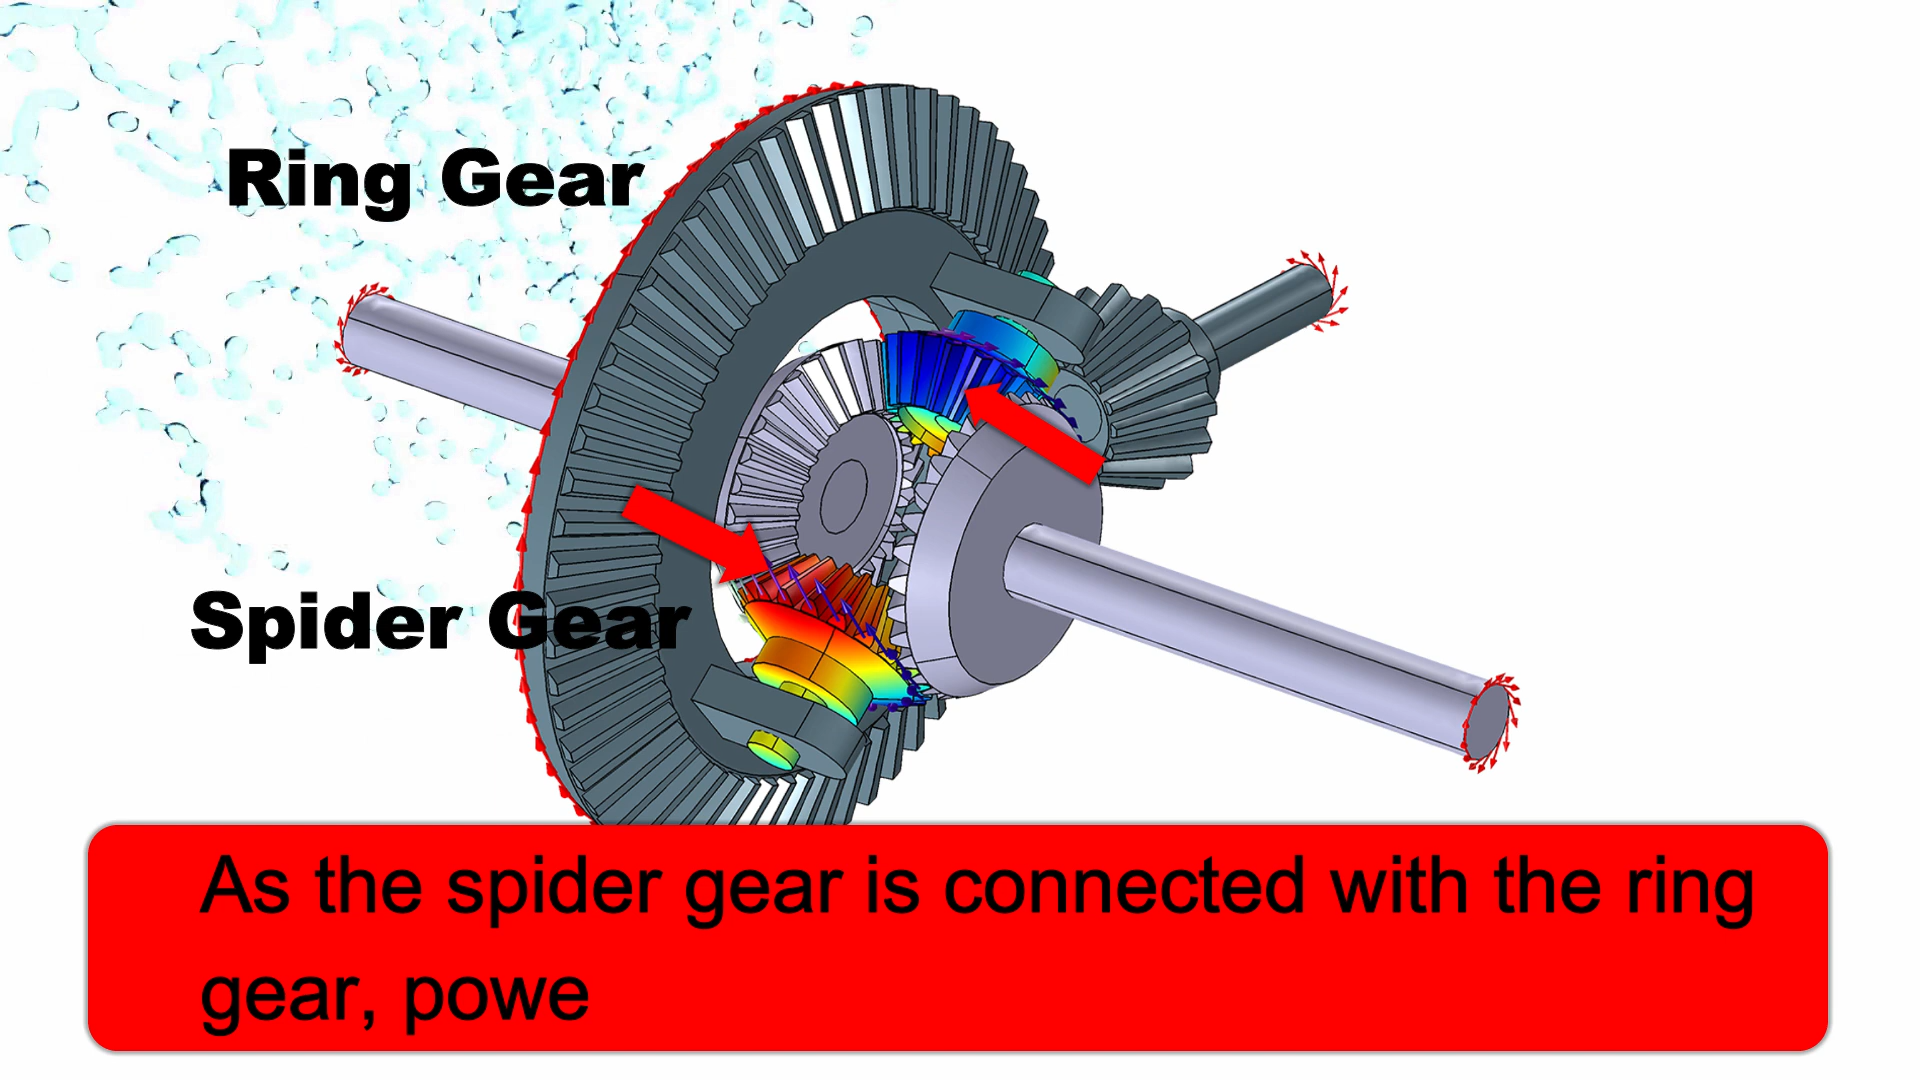 Ring Gear
Spider Gear
As the spider gear is connected with the ring
gear, powe